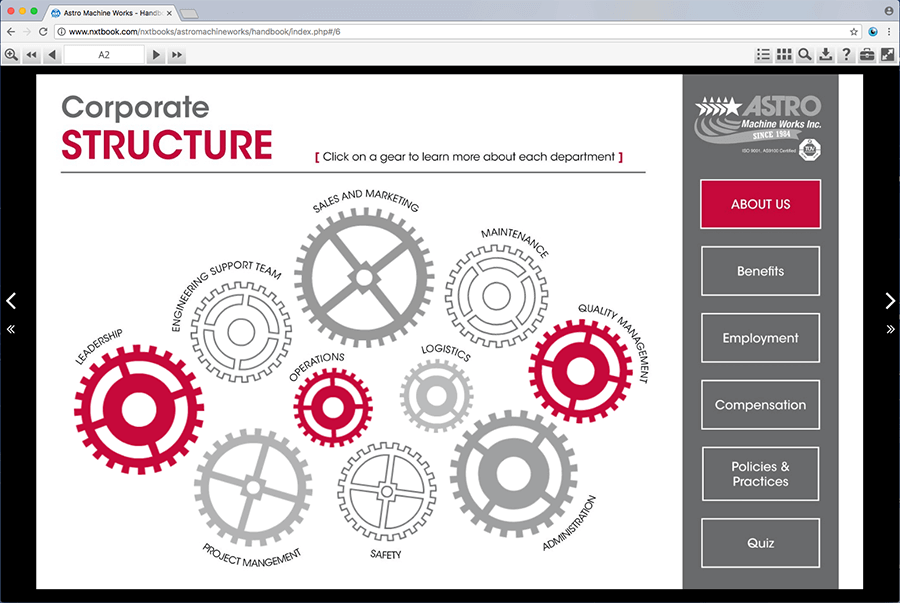 Astro Machine Works - Handb
www.nxtbook.com/nxtbooks/astromachineworks/handbook/index.php#/6
A2
Corporate
STRUCTURE
[ Click on a gear to learn more about each department ]
SALES AND MARKETING
MAINTENANCE
ENGINEERING SUPPORT TEAM
QUALITY MANAGEMENT
LEADERSHIP
OPERATIONS
LOGISTICS
PROJECT MANGEMENT
SAFETY
ADMINISTRATION
ASTRO
Machine Works Inc.
SINCE 1984
ISO 9001, AS9100 Certified
TUV
ABOUT US
Benefits
Employment
Compensation
Policies &
Practices
Quiz